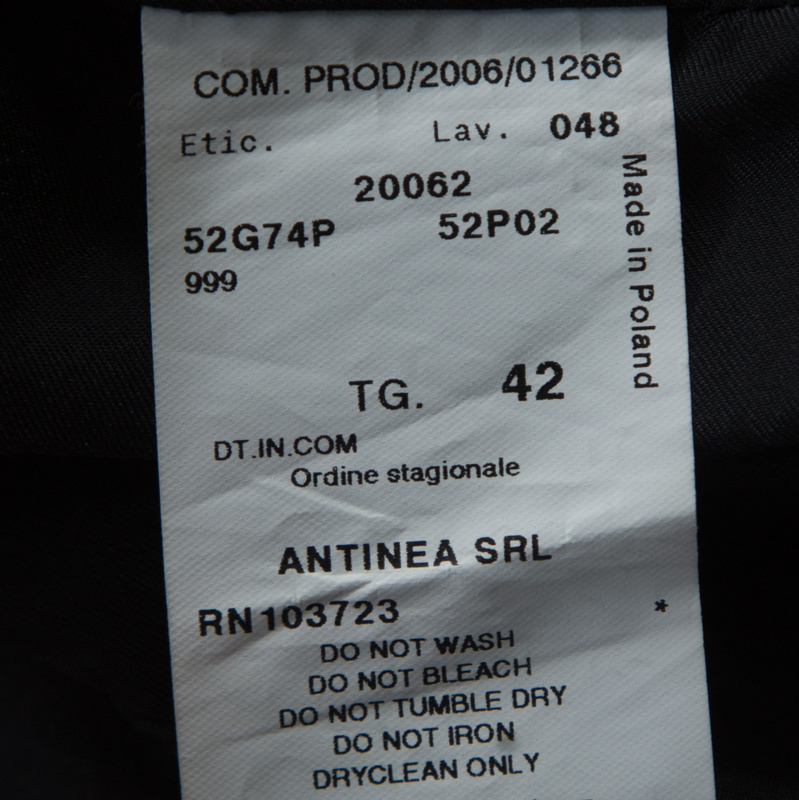 COM. PROD/2006/01266
Etic. Lav. 048
20062
52G74P 52P02
999
Made in Poland
TG. 42
DT.IN.COM
Ordine stagionale
ANTINEA SRL
RN103723 *
DO NOT WASH
DO NOT BLEACH
DO NOT TUMBLE DRY
DO NOT IRON
DRYCLEAN ONLY